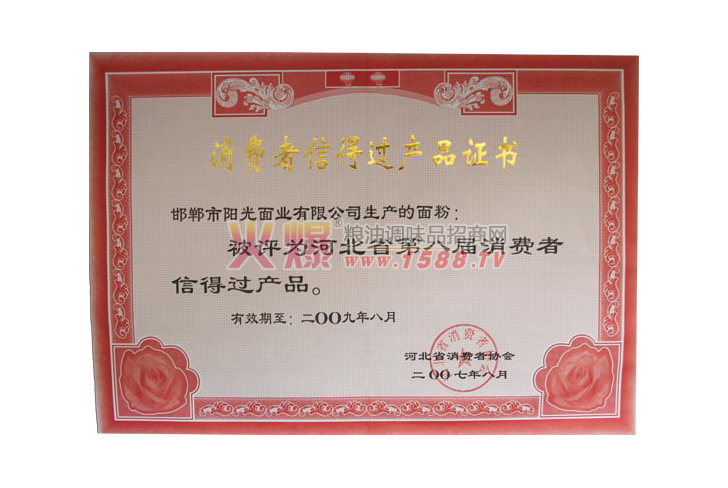 消费者信得过产品证书
邯郸市阳光面业有限公司生产的面粉：
被评为河北省第八届消费者
信得过产品。
火爆®粮油调味品招商网
www.1588.TV
有效期至：二〇〇九年八月
河北省消费者协会
二〇〇七年八月